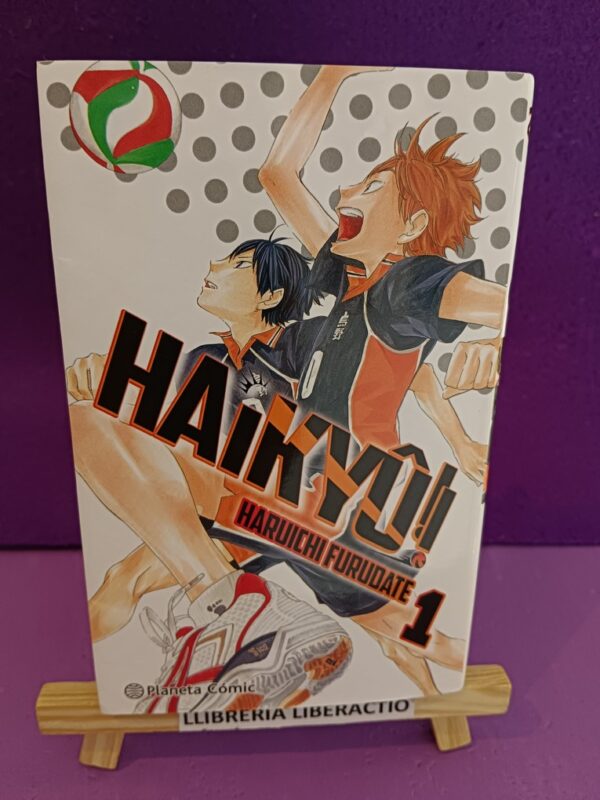 HAiKYÛ!
HARUICHI FURUDATE
1
Planeta Cómic
LLIBRERIA LIBERACTIO